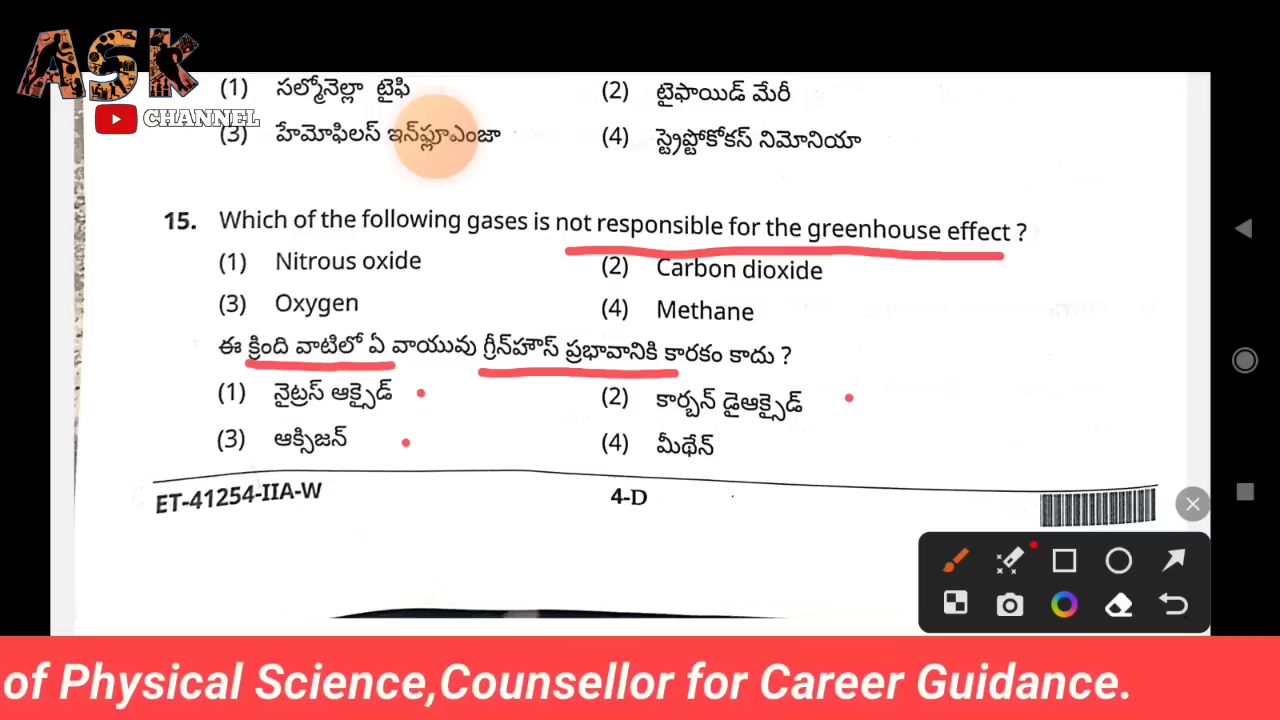 ASK
CHANNEL
(1) సల్మోనెల్లా టైఫి (2) టైఫాయిడ్ మేరీ
(3) హేమోఫిలస్ ఇన్‌ఫ్లూఎంజా (4) స్ట్రెప్టోకోకస్ నిమోనియా
15. Which of the following gases is not responsible for the greenhouse effect ?
(1) Nitrous oxide (2) Carbon dioxide
(3) Oxygen (4) Methane
ఈ క్రింది వాటిలో ఏ వాయువు గ్రీన్‌హౌస్ ప్రభావానికి కారకం కాదు ?
(1) నైట్రస్ ఆక్సైడ్ (2) కార్బన్ డైఆక్సైడ్
(3) ఆక్సిజన్ (4) మీథేన్
ET-41254-IIA-W 4-D
of Physical Science,Counsellor for Career Guidance.